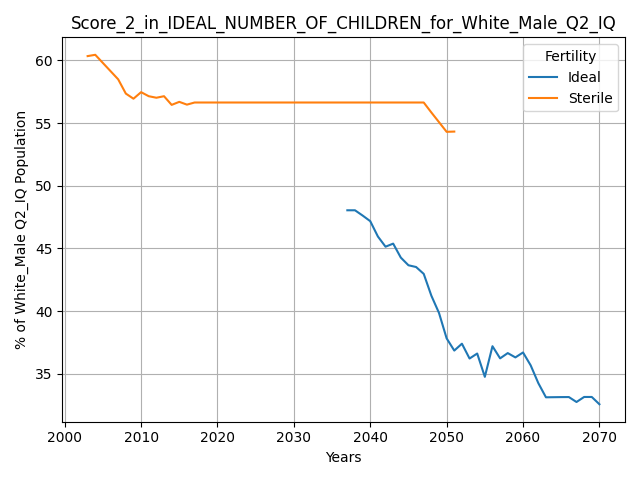 Score_2_in_IDEAL_NUMBER_OF_CHILDREN_for_White_Male_Q2_IQ
% of White_Male Q2_IQ Population
60
55
50
45
40
35
Fertility
Ideal
Sterile
2000 2010 2020 2030 2040 2050 2060 2070
Years